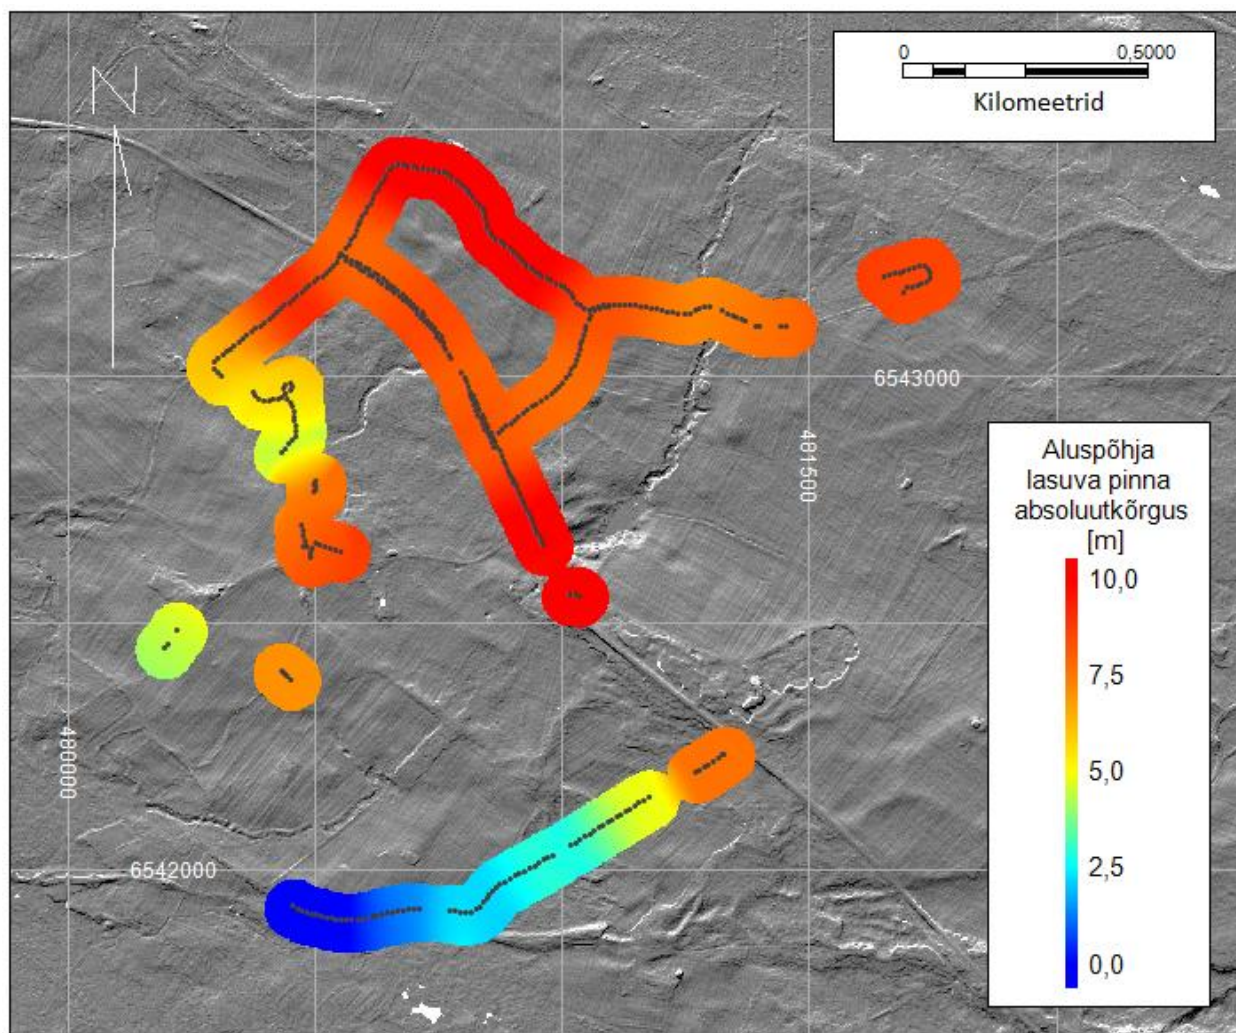 0 0,5000
Kilomeetrid
N
6543000
481500
Aluspõhja
lasuva pinna
absoluutkõrgus
[m]
10,0
7,5
5,0
2,5
0,0
480000
6542000